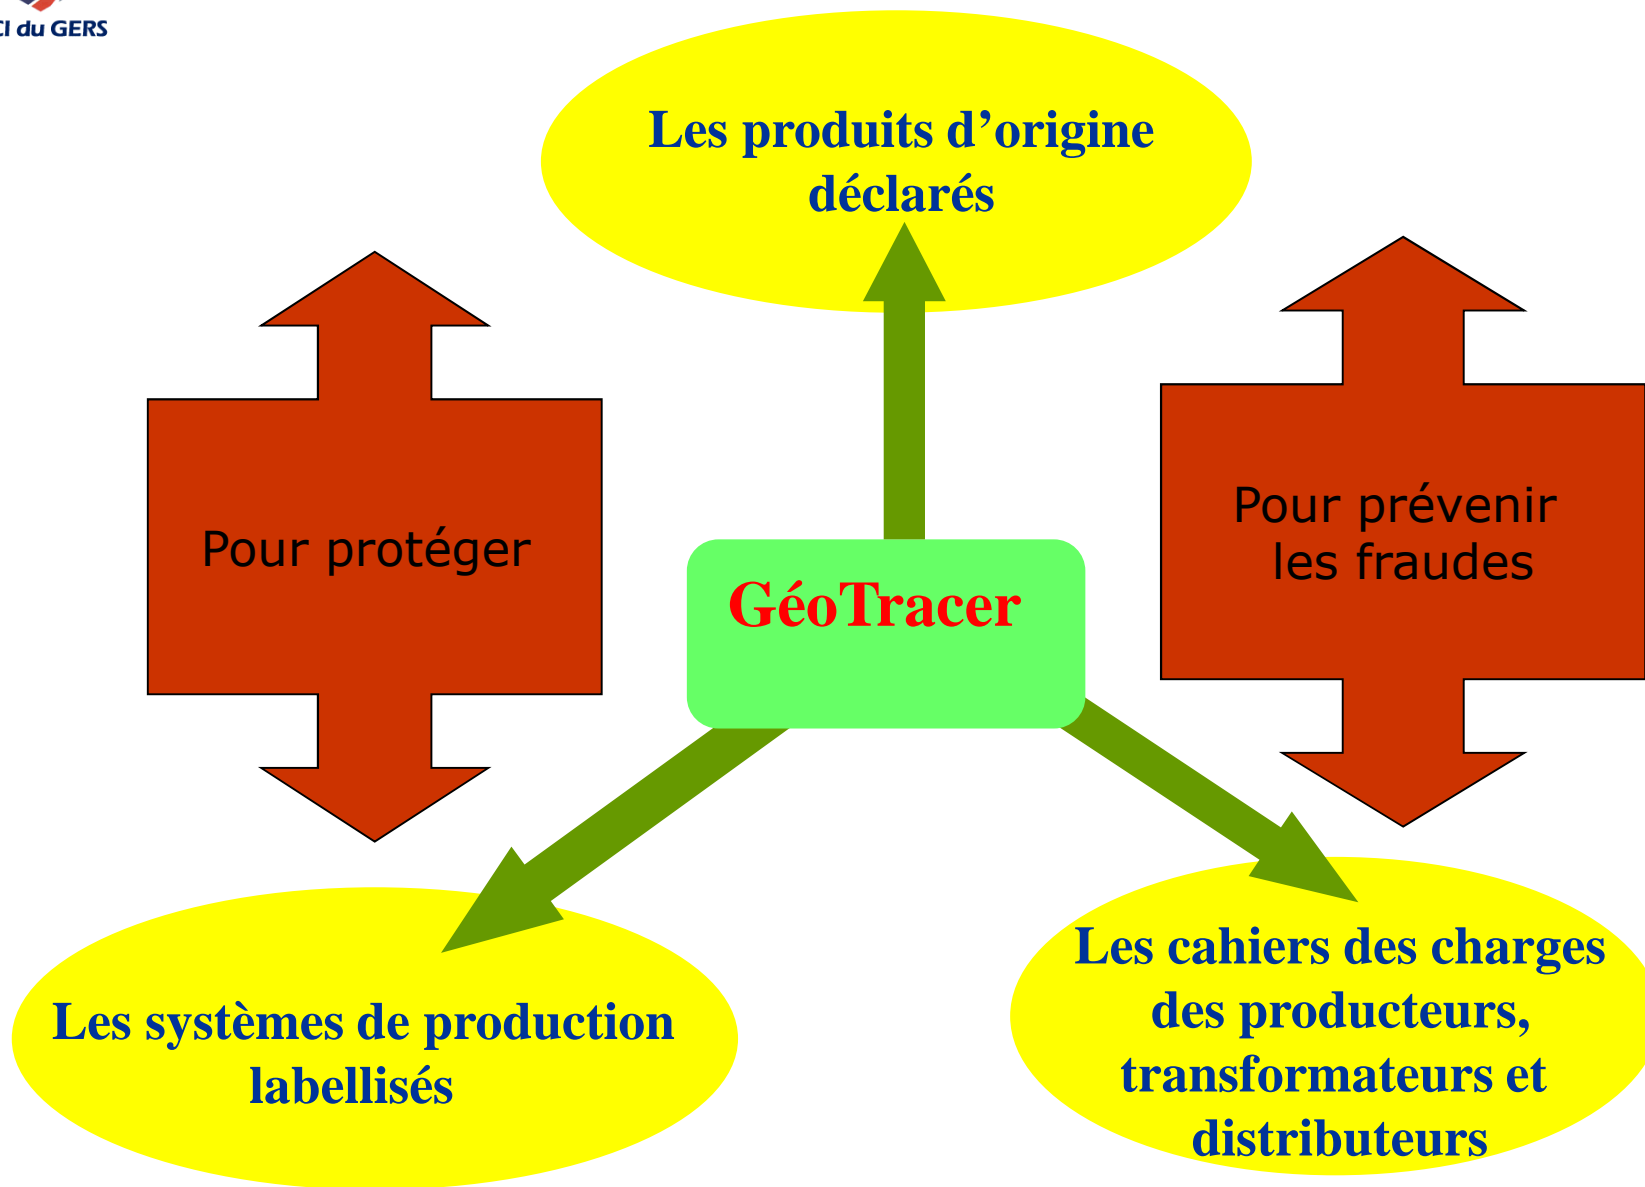 CI du GERS
Les produits d’origine
déclarés
Pour protéger
Pour prévenir
les fraudes
GéoTracer
Les systèmes de production
labellisés
Les cahiers des charges
des producteurs,
transformateurs et
distributeurs